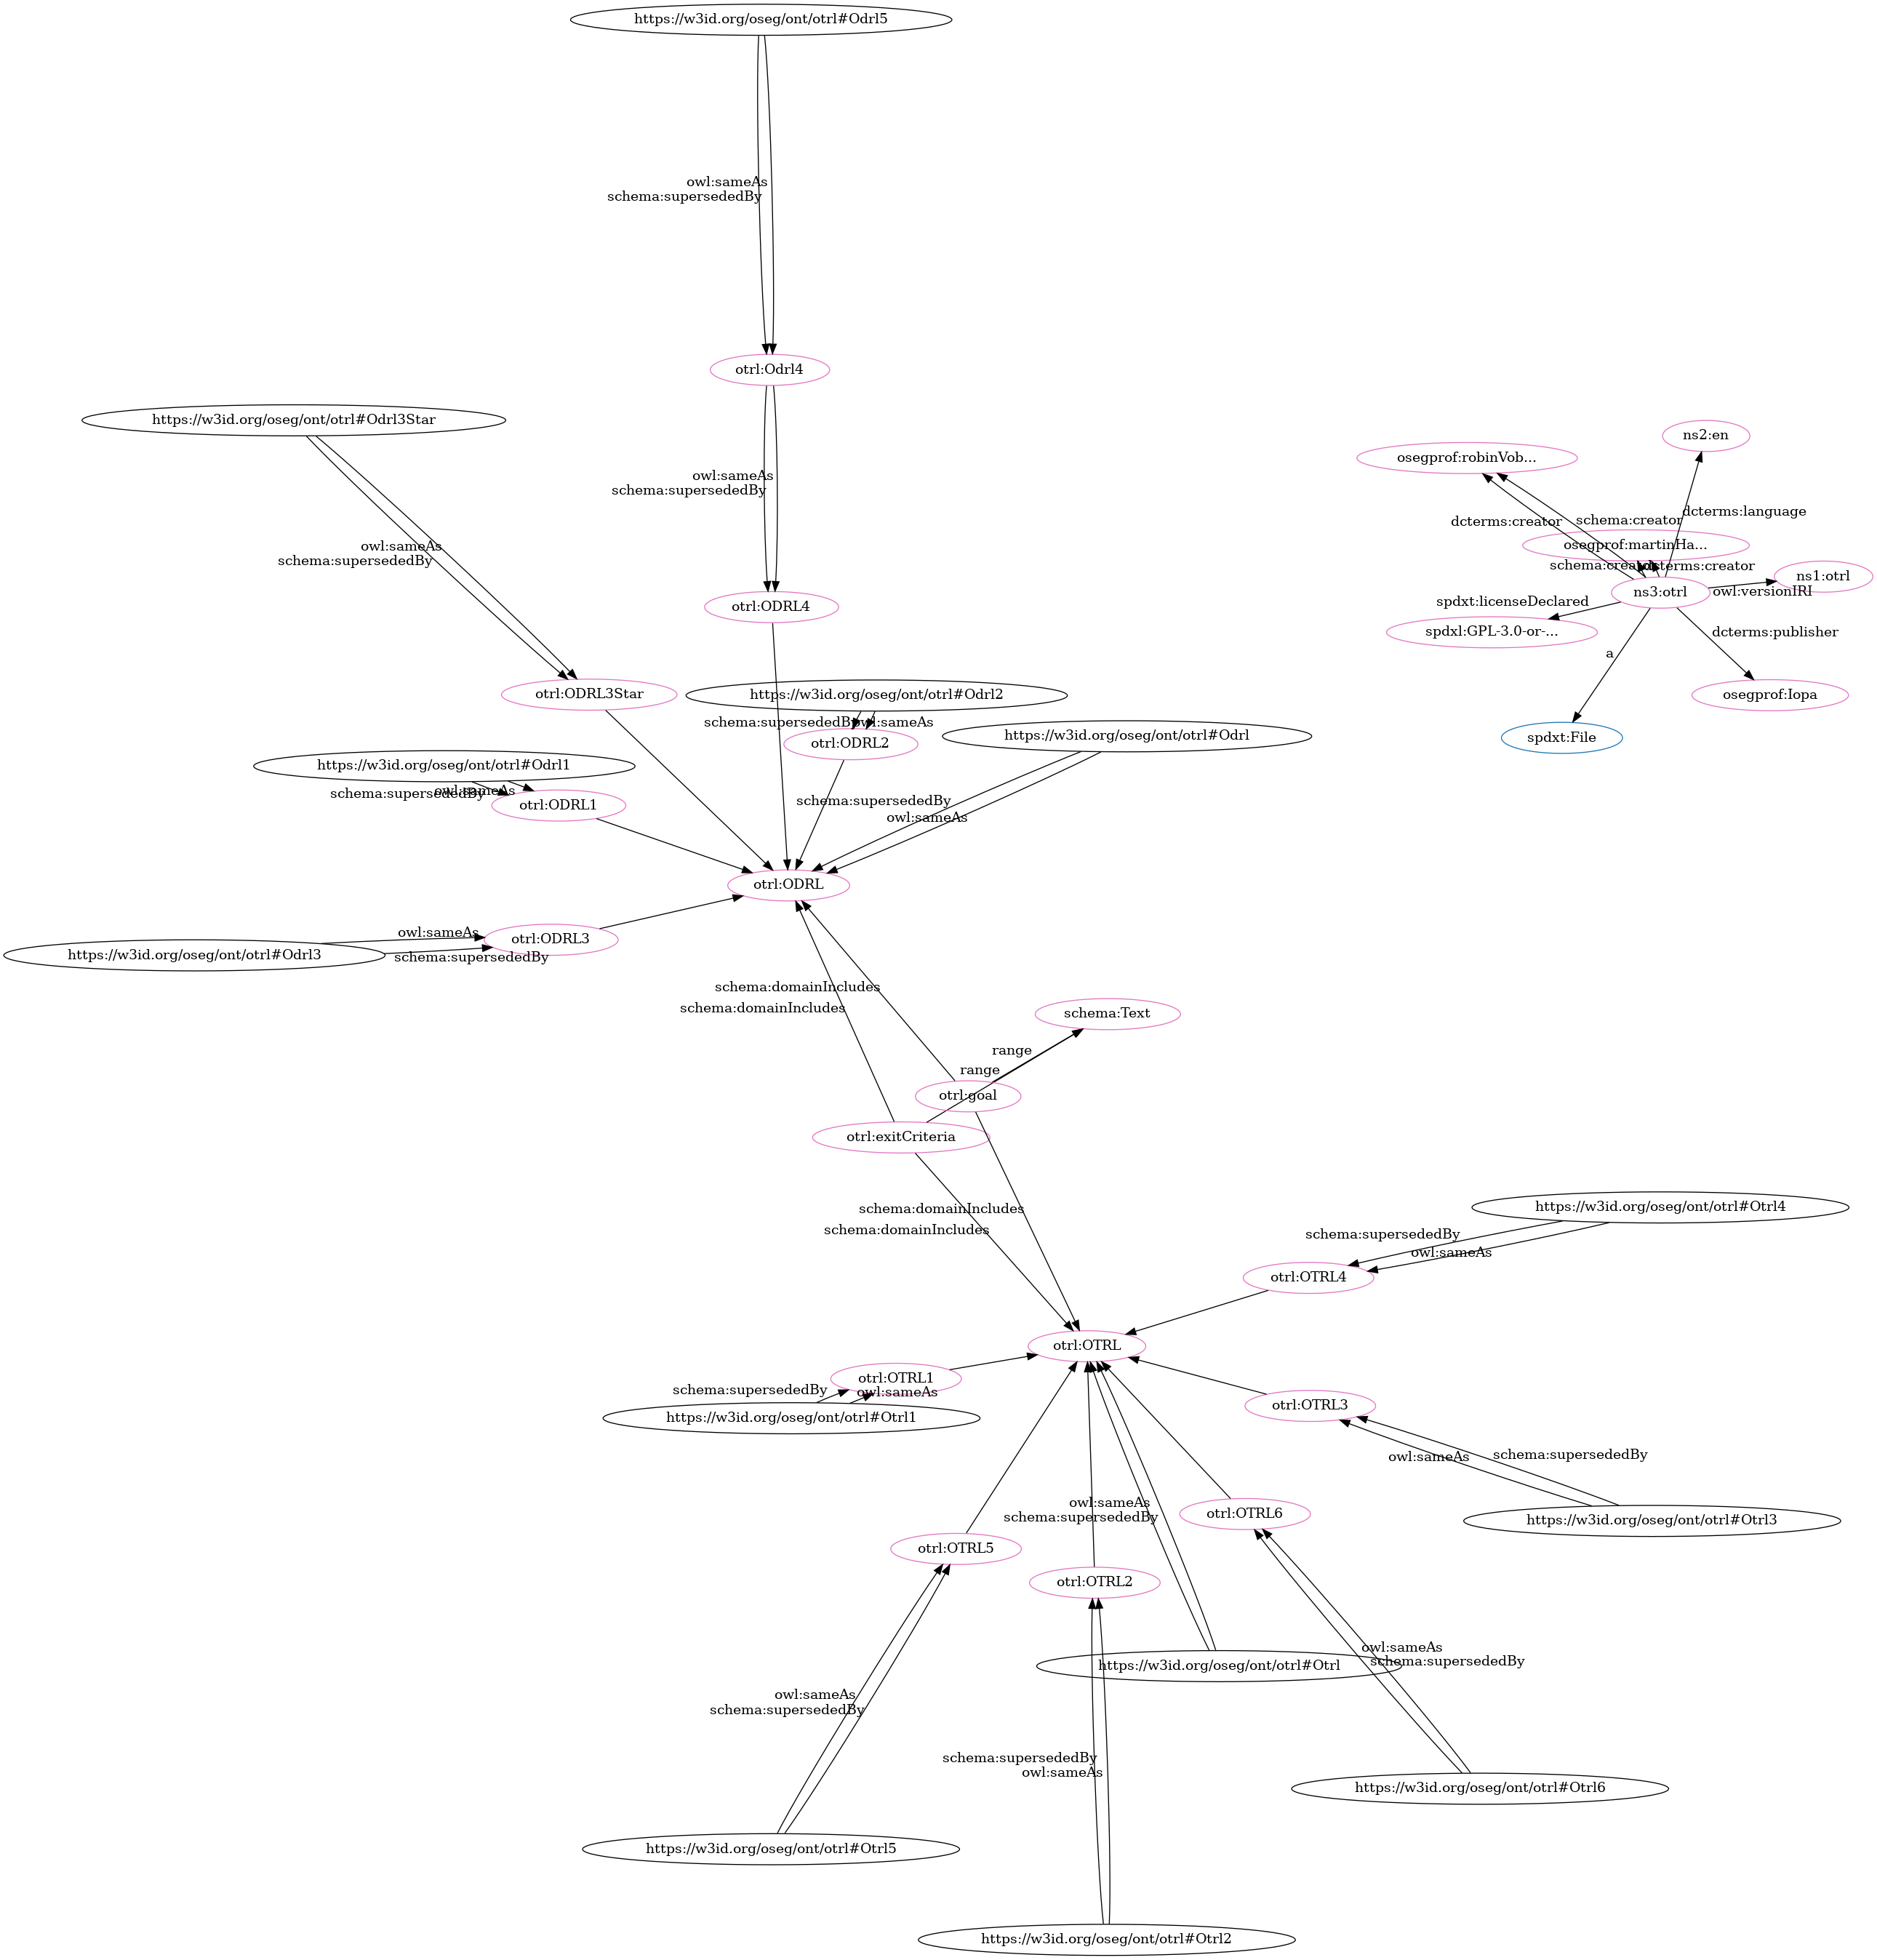 https://w3id.org/oseg/ont/otrl#Odrl5
owl:sameAs
schema:supersededBy
otrl:Odrl4
https://w3id.org/oseg/ont/otrl#Odrl3Star
owl:sameAs
schema:supersededBy
owl:sameAs
schema:supersededBy
otrl:ODRL4
otrl:ODRL3Star
https://w3id.org/oseg/ont/otrl#Odrl2
schema:supersededBy
owl:sameAs
otrl:ODRL2
https://w3id.org/oseg/ont/otrl#Odrl
https://w3id.org/oseg/ont/otrl#Odrl1
schema:supersededBy
owl:sameAs
otrl:ODRL1
schema:supersededBy
owl:sameAs
otrl:ODRL
otrl:ODRL3
owl:sameAs
https://w3id.org/oseg/ont/otrl#Odrl3
schema:supersededBy
schema:domainIncludes
schema:domainIncludes
schema:Text
range
range
otrl:goal
otrl:exitCriteria
schema:domainIncludes
schema:domainIncludes
ns2:en
osegprof:robinVob...
dcterms:language
dcterms:creator
schema:creator
osegprof:martinHa...
schema:creator
dcterms:creator
ns1:otrl
ns3:otrl
owl:versionIRI
spdxt:licenseDeclared
spdxl:GPL-3.0-or-...
dcterms:publisher
a
osegprof:Iopa
spdxt:File
https://w3id.org/oseg/ont/otrl#Otrl4
schema:supersededBy
owl:sameAs
otrl:OTRL4
otrl:OTRL
otrl:OTRL1
schema:supersededBy
owl:sameAs
https://w3id.org/oseg/ont/otrl#Otrl1
otrl:OTRL3
schema:supersededBy
owl:sameAs
https://w3id.org/oseg/ont/otrl#Otrl3
owl:sameAs
schema:supersededBy
otrl:OTRL6
otrl:OTRL5
otrl:OTRL2
https://w3id.org/oseg/ont/otrl#Otrl
owl:sameAs
schema:supersededBy
owl:sameAs
schema:supersededBy
schema:supersededBy
owl:sameAs
https://w3id.org/oseg/ont/otrl#Otrl6
https://w3id.org/oseg/ont/otrl#Otrl5
https://w3id.org/oseg/ont/otrl#Otrl2